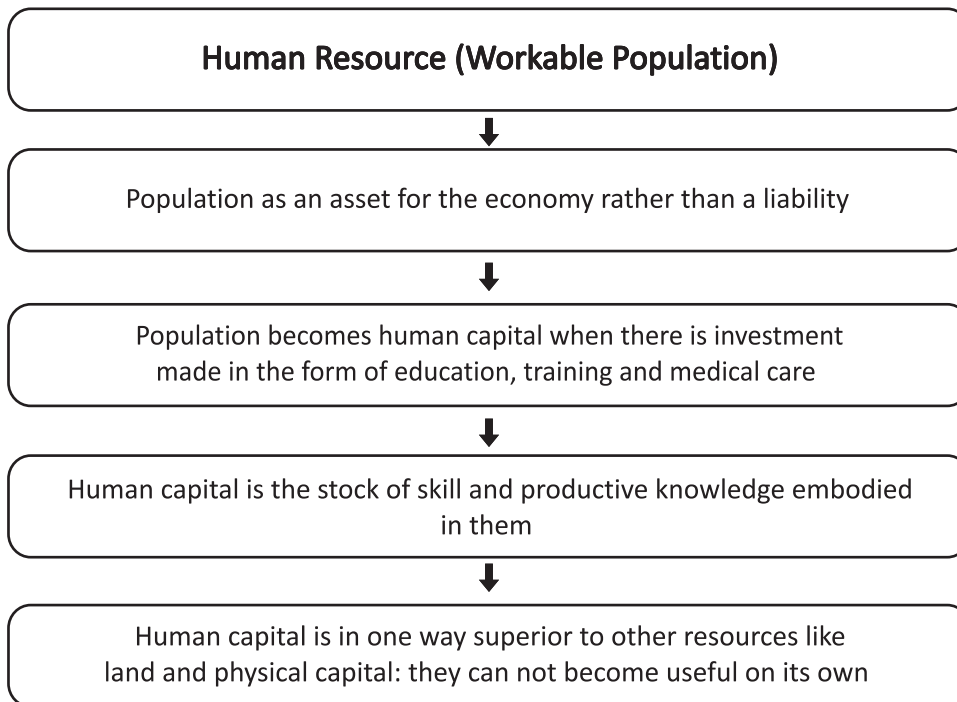 Human Resource (Workable Population)
Population as an asset for the economy rather than a liability
Population becomes human capital when there is investment
made in the form of education, training and medical care
Human capital is the stock of skill and productive knowledge embodied
in them
Human capital is in one way superior to other resources like
land and physical capital: they can not become useful on its own